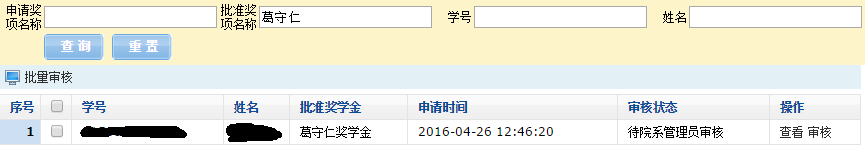 申请奖项名称 批准奖项名称 葛守仁 学号 姓名
查 询 重 置
批量审核
序号 学号 姓名 批准奖学金 申请时间 审核状态 操作
1 葛守仁奖学金 2016-04-26 12:46:20 待院系管理员审核 查看 审核